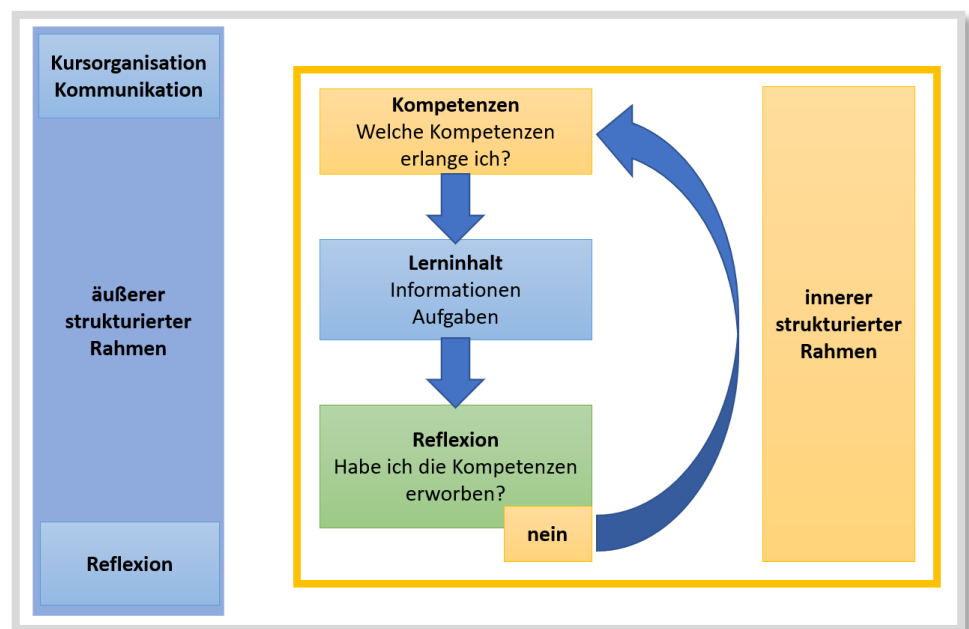 Kursorganisation
Kommunikation
äußerer
strukturierter
Rahmen
Reflexion
Kompetenzen
Welche Kompetenzen
erlange ich?
Lerninhalt
Informationen
Aufgaben
Reflexion
Habe ich die Kompetenzen
erworben?
nein
innerer
strukturierter
Rahmen